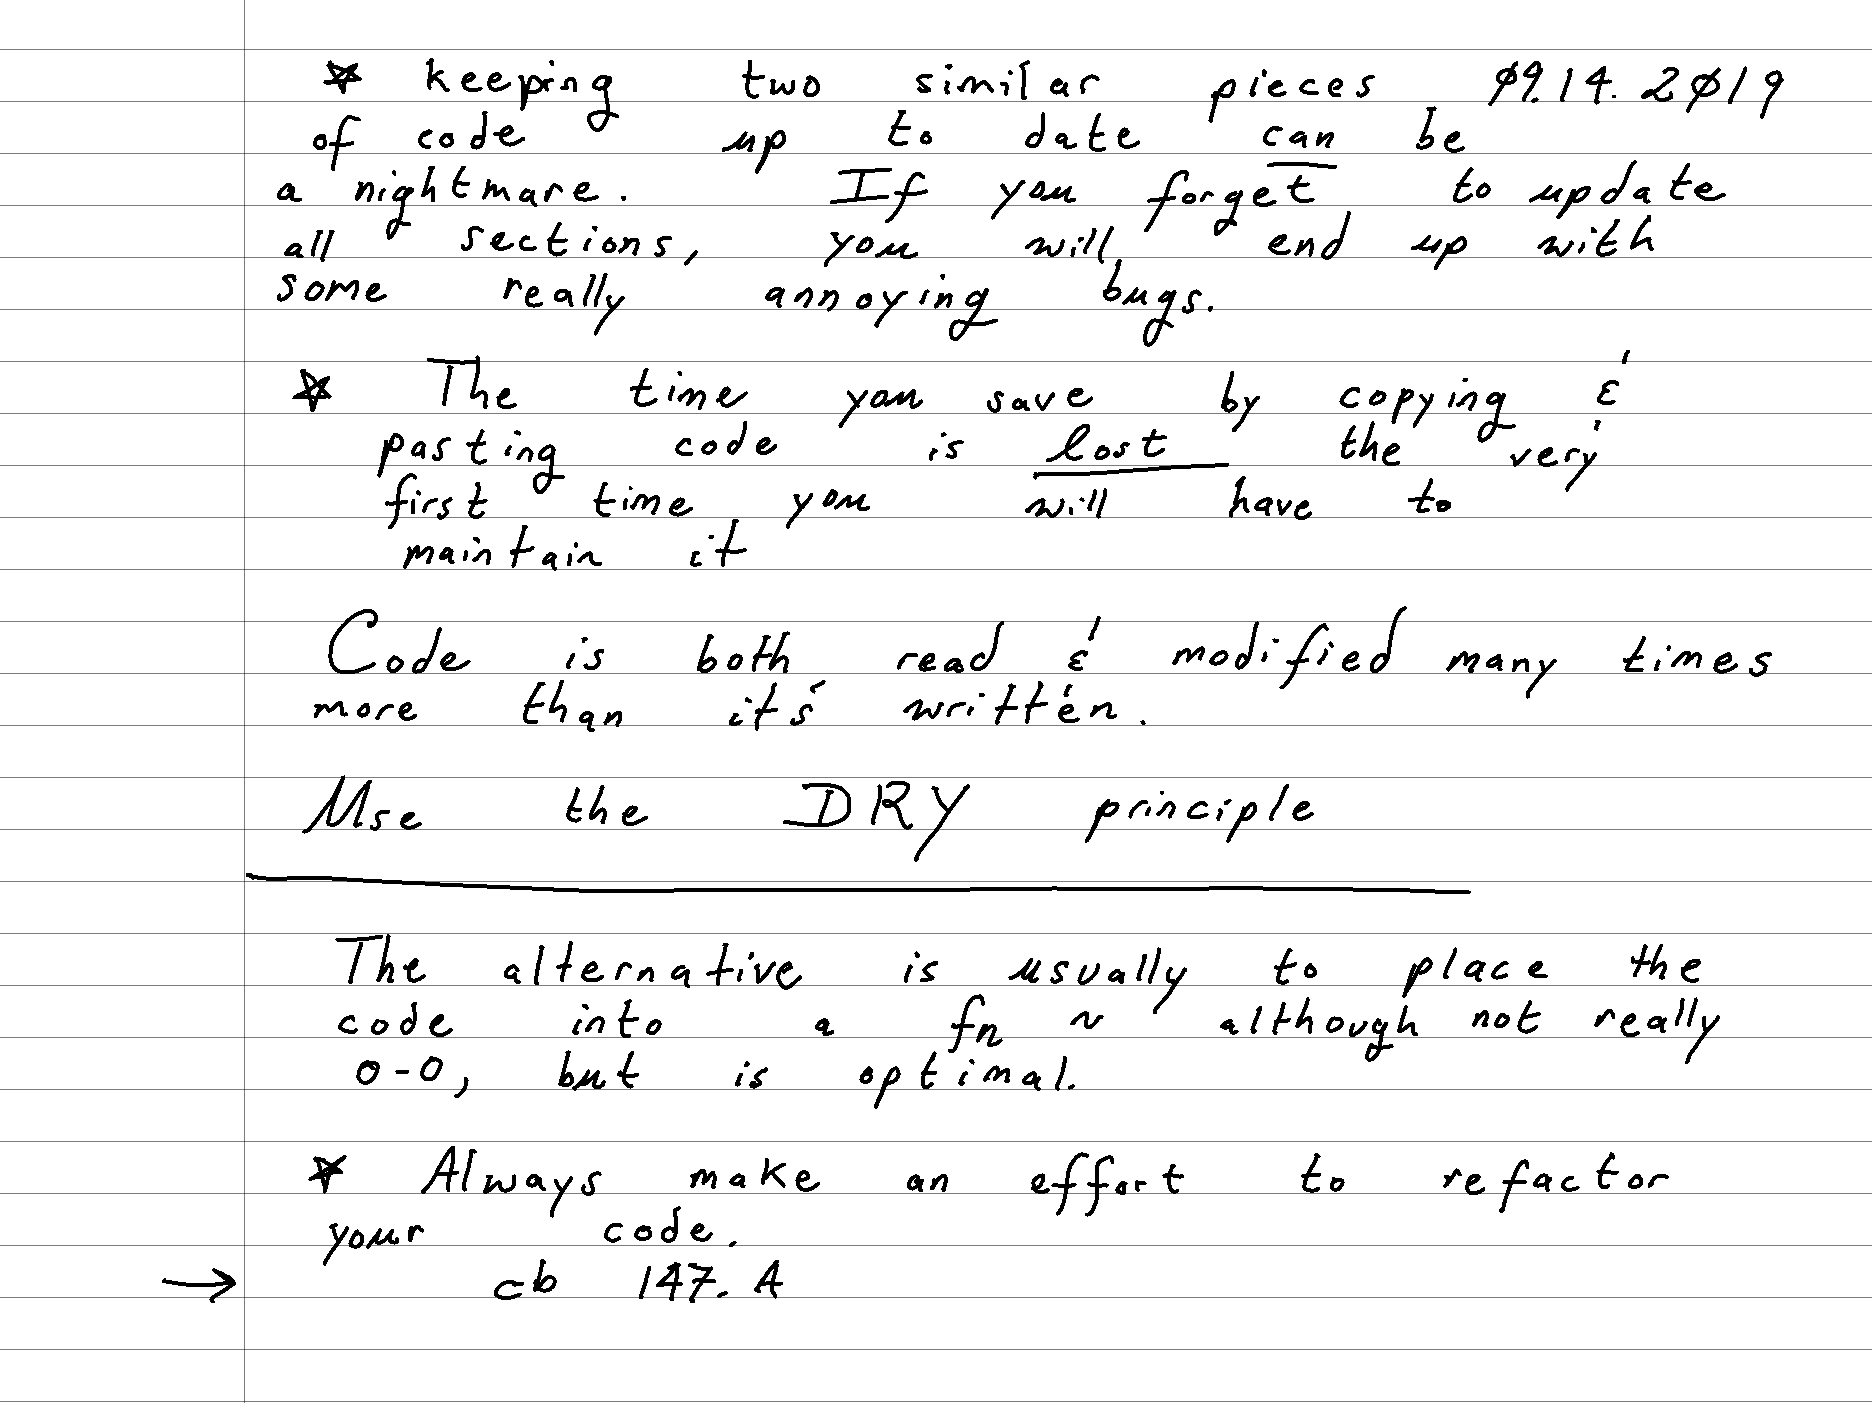 ☆ keeping two similar pieces 09.14.2019
of code up to date can be
a nightmare. If you forget to update
all sections, you will end up with
some really annoying bugs.
☆ The time you save by copying &
pasting code is lost the very
first time you will have to
maintain it
Code is both read & modified many times
more than it's written.
Use the DRY principle
The alternative is usually to place the
code into a fn ~ although not really
O-O, but is optimal.
☆ Always make an effort to refactor
your code.
→ cb 147. A